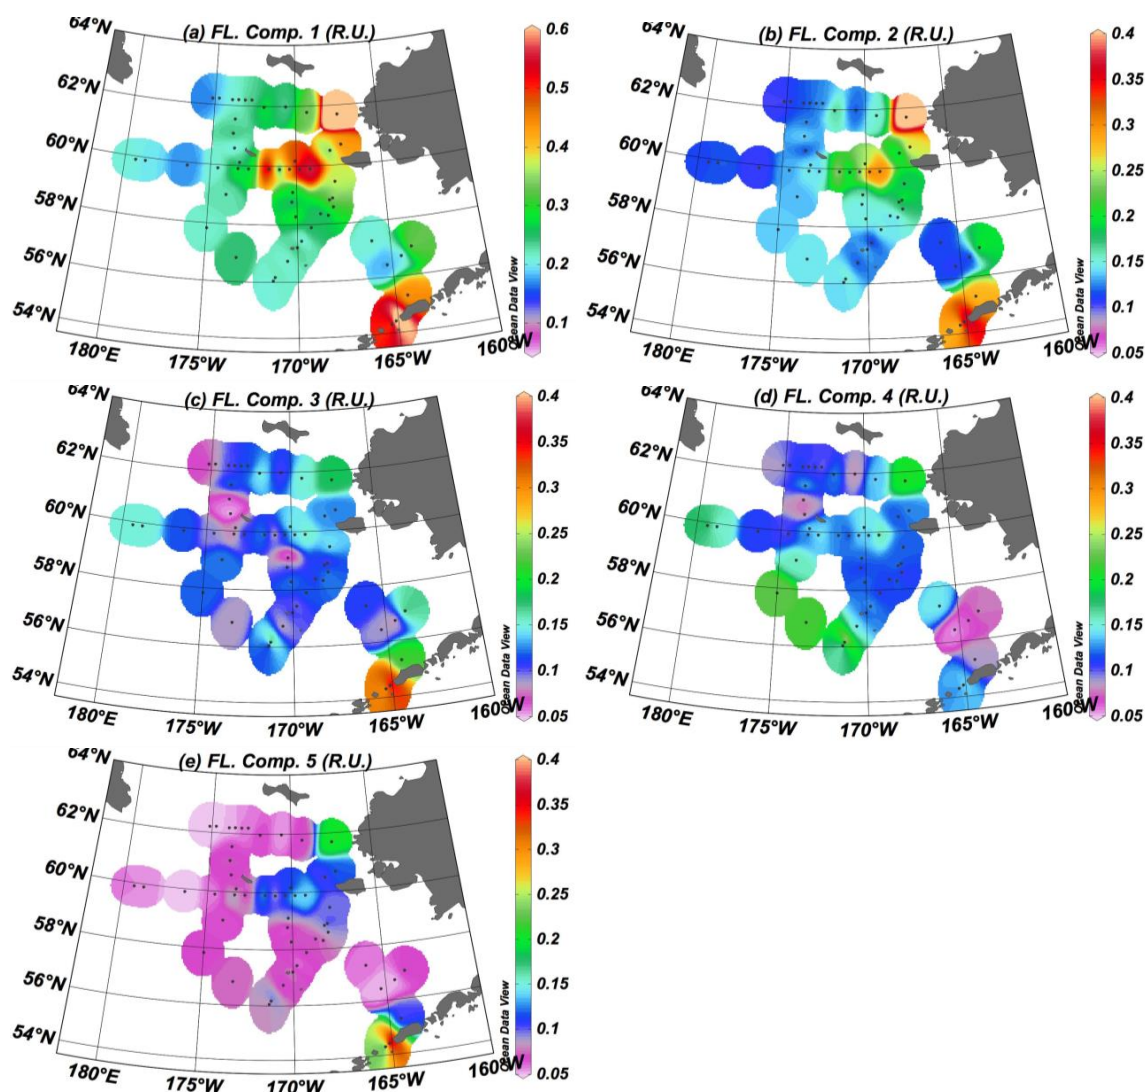 (a) FL. Comp. 1 (R.U.)
64°N
62°N
60°N
58°N
56°N
54°N
180°E
175°W
170°W
165°W
160°W
0.6
0.5
0.4
0.3
0.2
0.1
Ocean Data View
(b) FL. Comp. 2 (R.U.)
64°N
62°N
60°N
58°N
56°N
54°N
180°E
175°W
170°W
165°W
160°W
0.4
0.35
0.3
0.25
0.2
0.15
0.1
0.05
Ocean Data View
(c) FL. Comp. 3 (R.U.)
64°N
62°N
60°N
58°N
56°N
54°N
180°E
175°W
170°W
165°W
160°W
0.4
0.35
0.3
0.25
0.2
0.15
0.1
0.05
Ocean Data View
(d) FL. Comp. 4 (R.U.)
64°N
62°N
60°N
58°N
56°N
54°N
180°E
175°W
170°W
165°W
160°W
0.4
0.35
0.3
0.25
0.2
0.15
0.1
0.05
Ocean Data View
(e) FL. Comp. 5 (R.U.)
64°N
62°N
60°N
58°N
56°N
54°N
180°E
175°W
170°W
165°W
160°W
0.4
0.35
0.3
0.25
0.2
0.15
0.1
0.05
Ocean Data View